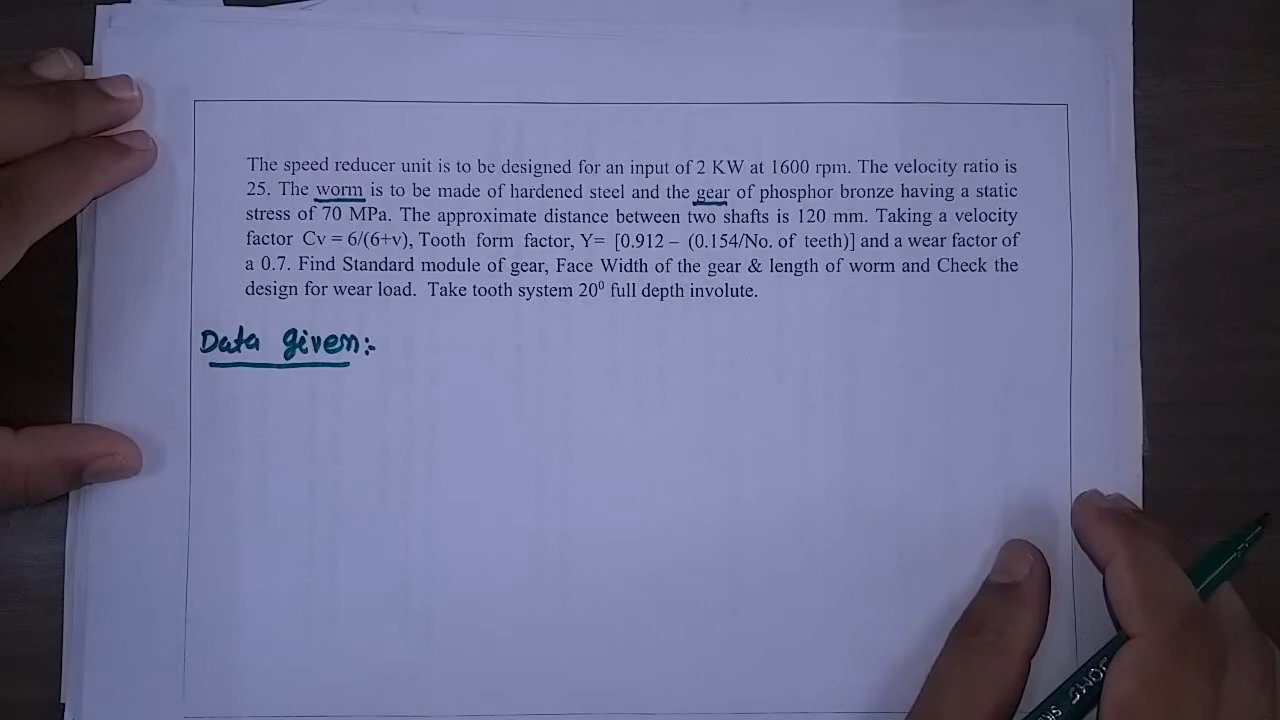 The speed reducer unit is to be designed for an input of 2 KW at 1600 rpm. The velocity ratio is
25. The worm is to be made of hardened steel and the gear of phosphor bronze having a static
stress of 70 MPa. The approximate distance between two shafts is 120 mm. Taking a velocity
factor Cv = 6/(6+v), Tooth form factor, Y= [0.912 – (0.154/No. of teeth)] and a wear factor of
a 0.7. Find Standard module of gear, Face Width of the gear & length of worm and Check the
design for wear load. Take tooth system 20⁰ full depth involute.
Data given:-